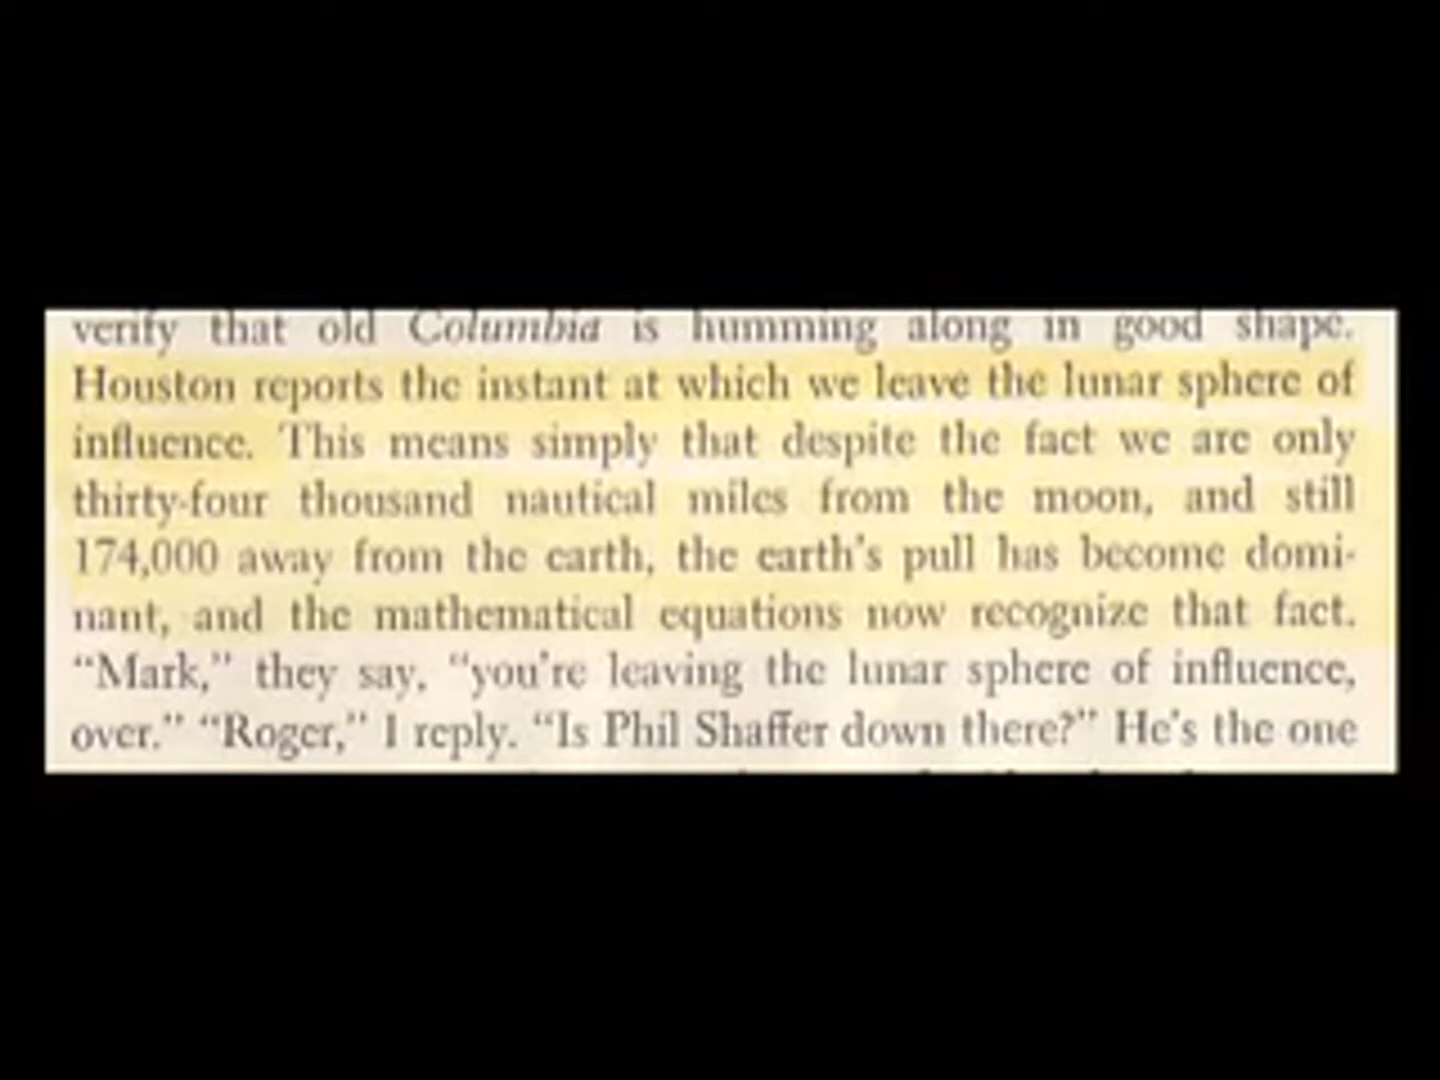 verify that old Columbia is humming along in good shape.
Houston reports the instant at which we leave the lunar sphere of
influence. This means simply that despite the fact we are only
thirty-four thousand nautical miles from the moon, and still
174,000 away from the earth, the earth's pull has become domi-
nant, and the mathematical equations now recognize that fact.
“Mark,” they say, “you're leaving the lunar sphere of influence,
over.” “Roger,” I reply. “Is Phil Shaffer down there?” He's the one